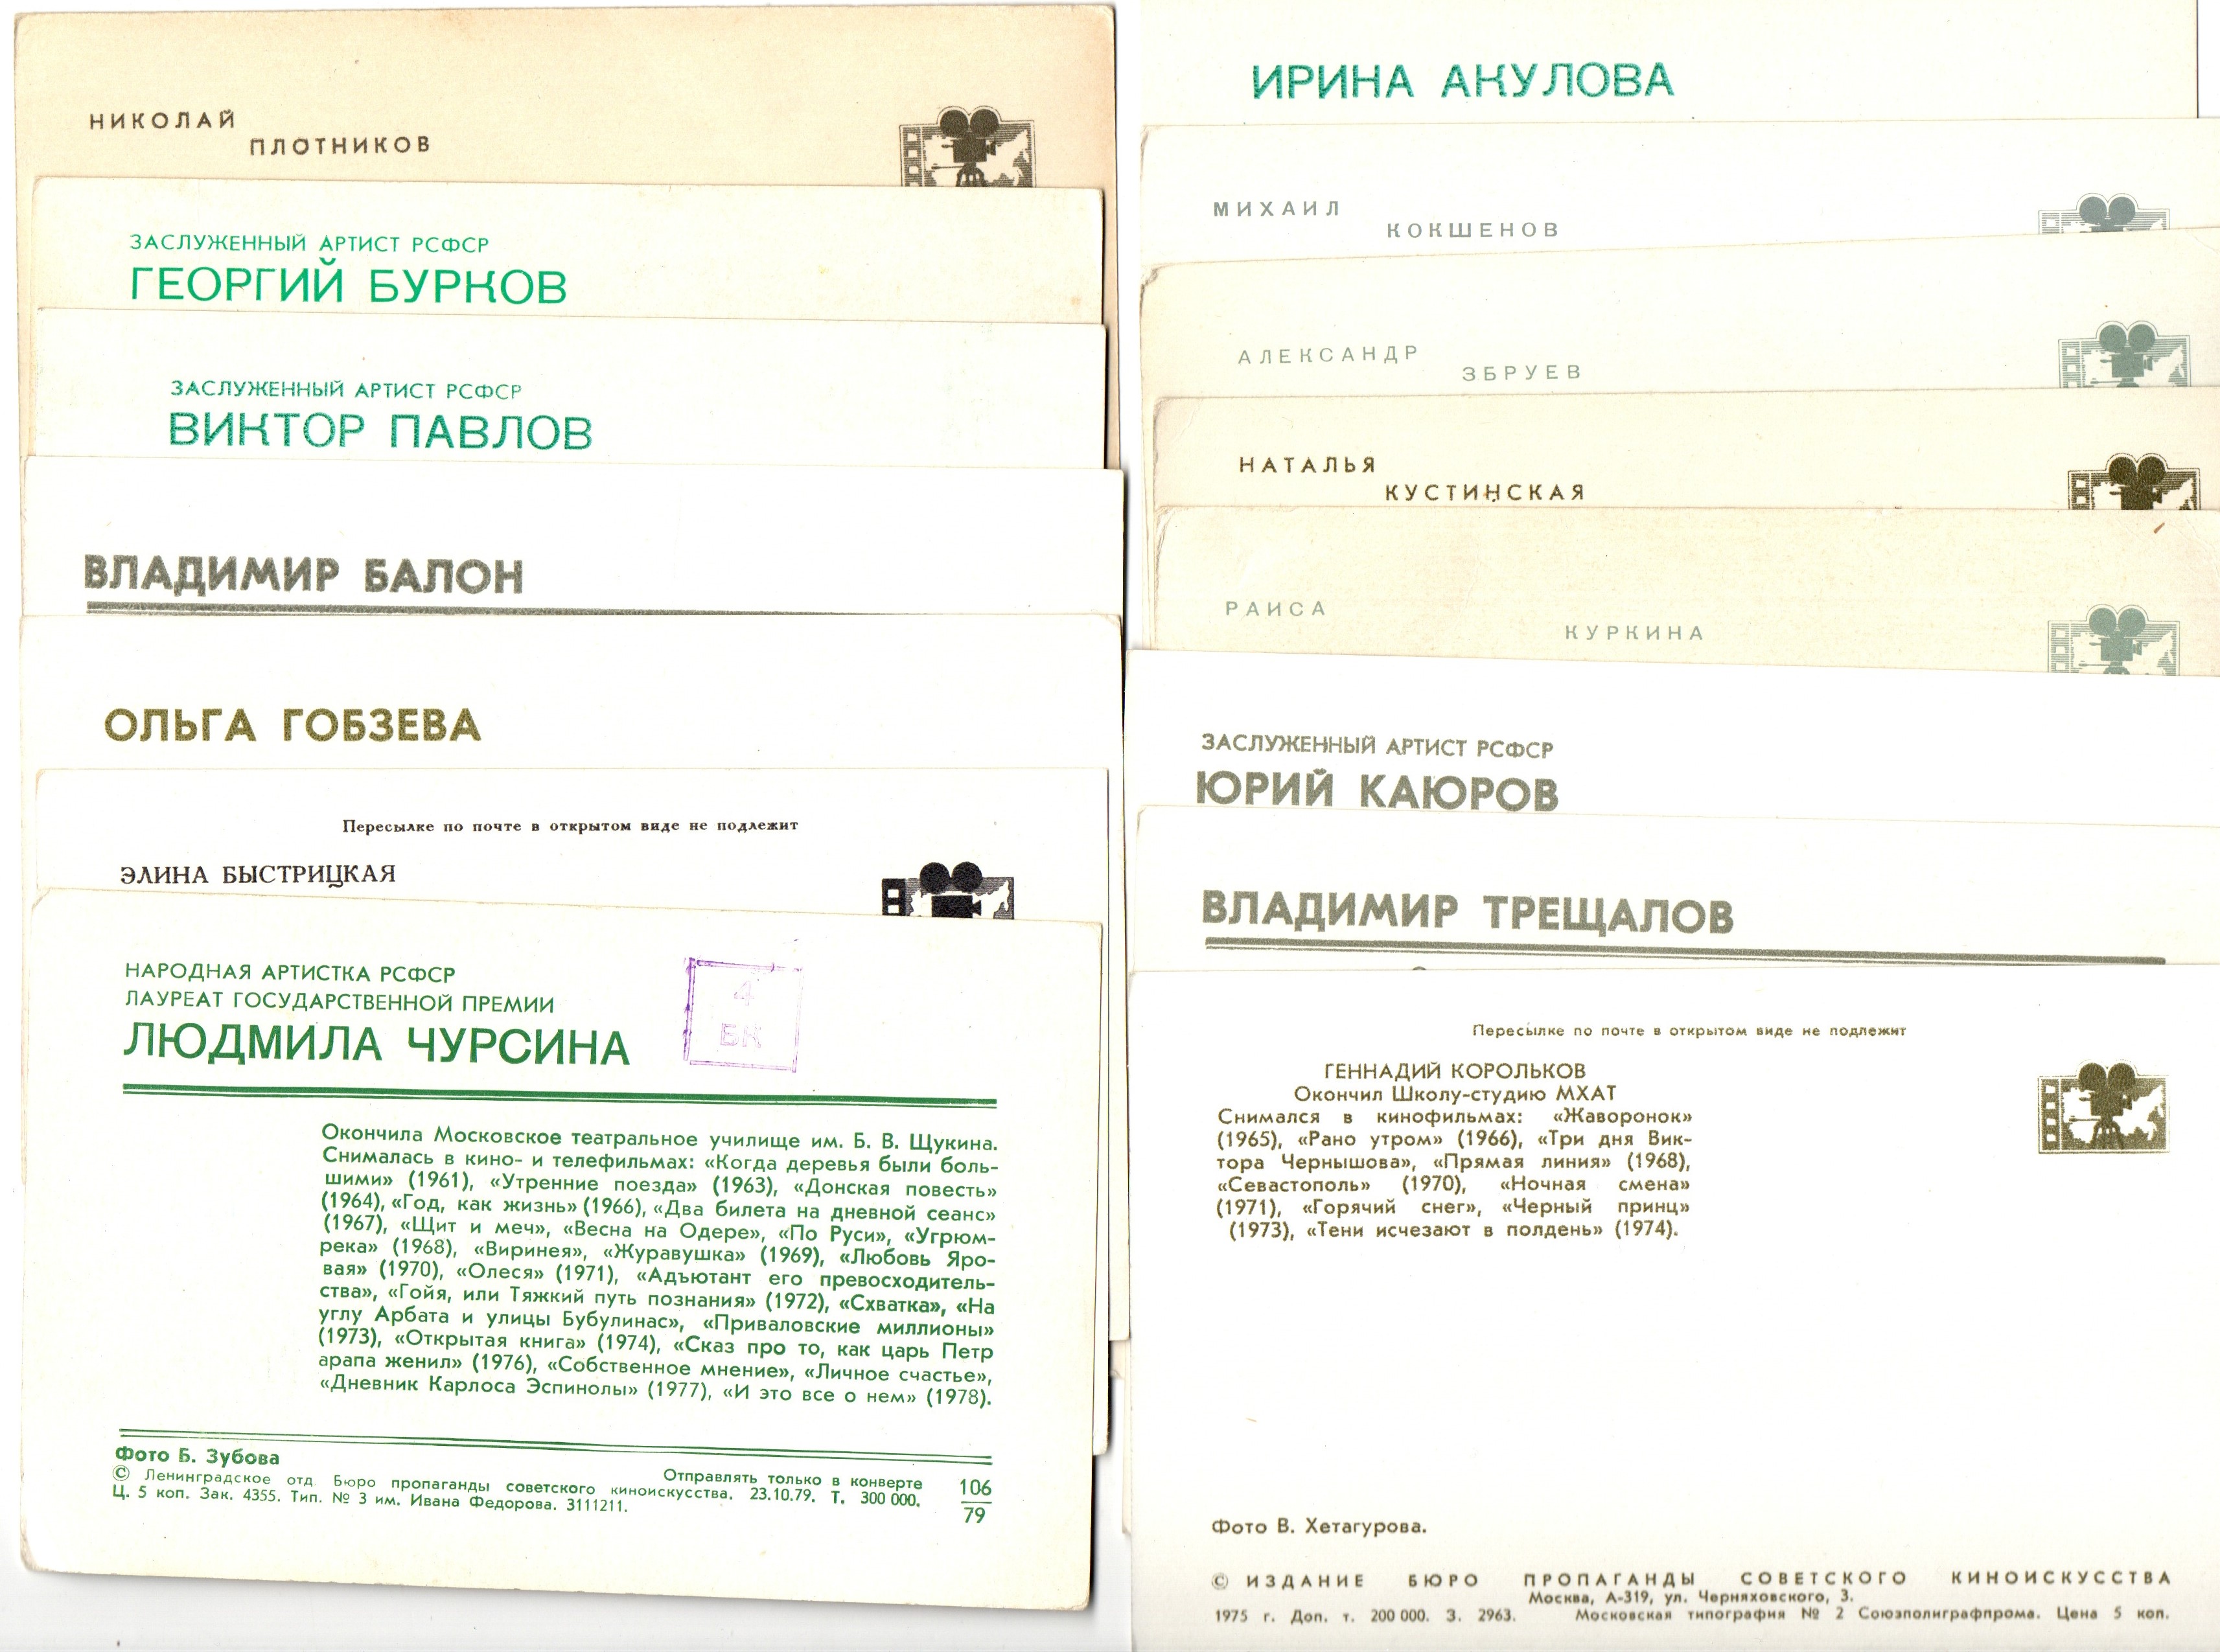 НИКОЛАЙ
ПЛОТНИКОВ
ЗАСЛУЖЕННЫЙ АРТИСТ РСФСР
ГЕОРГИЙ БУРКОВ
ЗАСЛУЖЕННЫЙ АРТИСТ РСФСР
ВИКТОР ПАВЛОВ
ВЛАДИМИР БАЛОН
ОЛЬГА ГОБЗЕВА
Пересылке по почте в открытом виде не подлежит
ЭЛИНА БЫСТРИЦКАЯ
НАРОДНАЯ АРТИСТКА РСФСР
ЛАУРЕАТ ГОСУДАРСТВЕННОЙ ПРЕМИИ
ЛЮДМИЛА ЧУРСИНА
4
БК
Окончила Московское театральное училище им. Б. В. Щукина.
Снималась в кино- и телефильмах: «Когда деревья были боль-
шими» (1961), «Утренние поезда» (1963), «Донская повесть»
(1964), «Год, как жизнь» (1966), «Два билета на дневной сеанс»
(1967), «Щит и меч», «Весна на Одере», «По Руси», «Угрюм-
река» (1968), «Виринея», «Журавушка» (1969), «Любовь Яро-
вая» (1970), «Олеся» (1971), «Адъютант его превосходитель-
ства», «Гойя, или Тяжкий путь познания» (1972), «Схватка», «На
углу Арбата и улицы Бубулинас», «Приваловские миллионы»
(1973), «Открытая книга» (1974), «Сказ про то, как царь Петр
арапа женил» (1976), «Собственное мнение», «Личное счастье»,
«Дневник Карлоса Эспинолы» (1977), «И это все о нем» (1978).
Фото Б. Зубова
Отправлять только в конверте
© Ленинградское отд. Бюро пропаганды советского киноискусства. 23.10.79. Т. 300 000.
Ц. 5 коп. Зак. 4355. Тип. № 3 им. Ивана Федорова. 3111211.
106
79
ИРИНА АКУЛОВА
МИХАИЛ
КОКШЕНОВ
АЛЕКСАНДР
ЗБРУЕВ
НАТАЛЬЯ
КУСТИНСКАЯ
РАИСА
КУРКИНА
ЗАСЛУЖЕННЫЙ АРТИСТ РСФСР
ЮРИЙ КАЮРОВ
ВЛАДИМИР ТРЕЩАЛОВ
Пересылке по почте в открытом виде не подлежит
ГЕННАДИЙ КОРОЛЬКОВ
Окончил Школу-студию МХАТ
Снимался в кинофильмах: «Жаворонок»
(1965), «Рано утром» (1966), «Три дня Вик-
тора Чернышова», «Прямая линия» (1968),
«Севастополь» (1970), «Ночная смена»
(1971), «Горячий снег», «Черный принц»
(1973), «Тени исчезают в полдень» (1974).
Фото В. Хетагурова.
© ИЗДАНИЕ БЮРО ПРОПАГАНДЫ СОВЕТСКОГО КИНОИСКУССТВА
Москва, А-319, ул. Черняховского, 3.
1975 г. Доп. т. 200 000. З. 2963. Московская типография № 2 Союзполиграфпрома. Цена 5 коп.